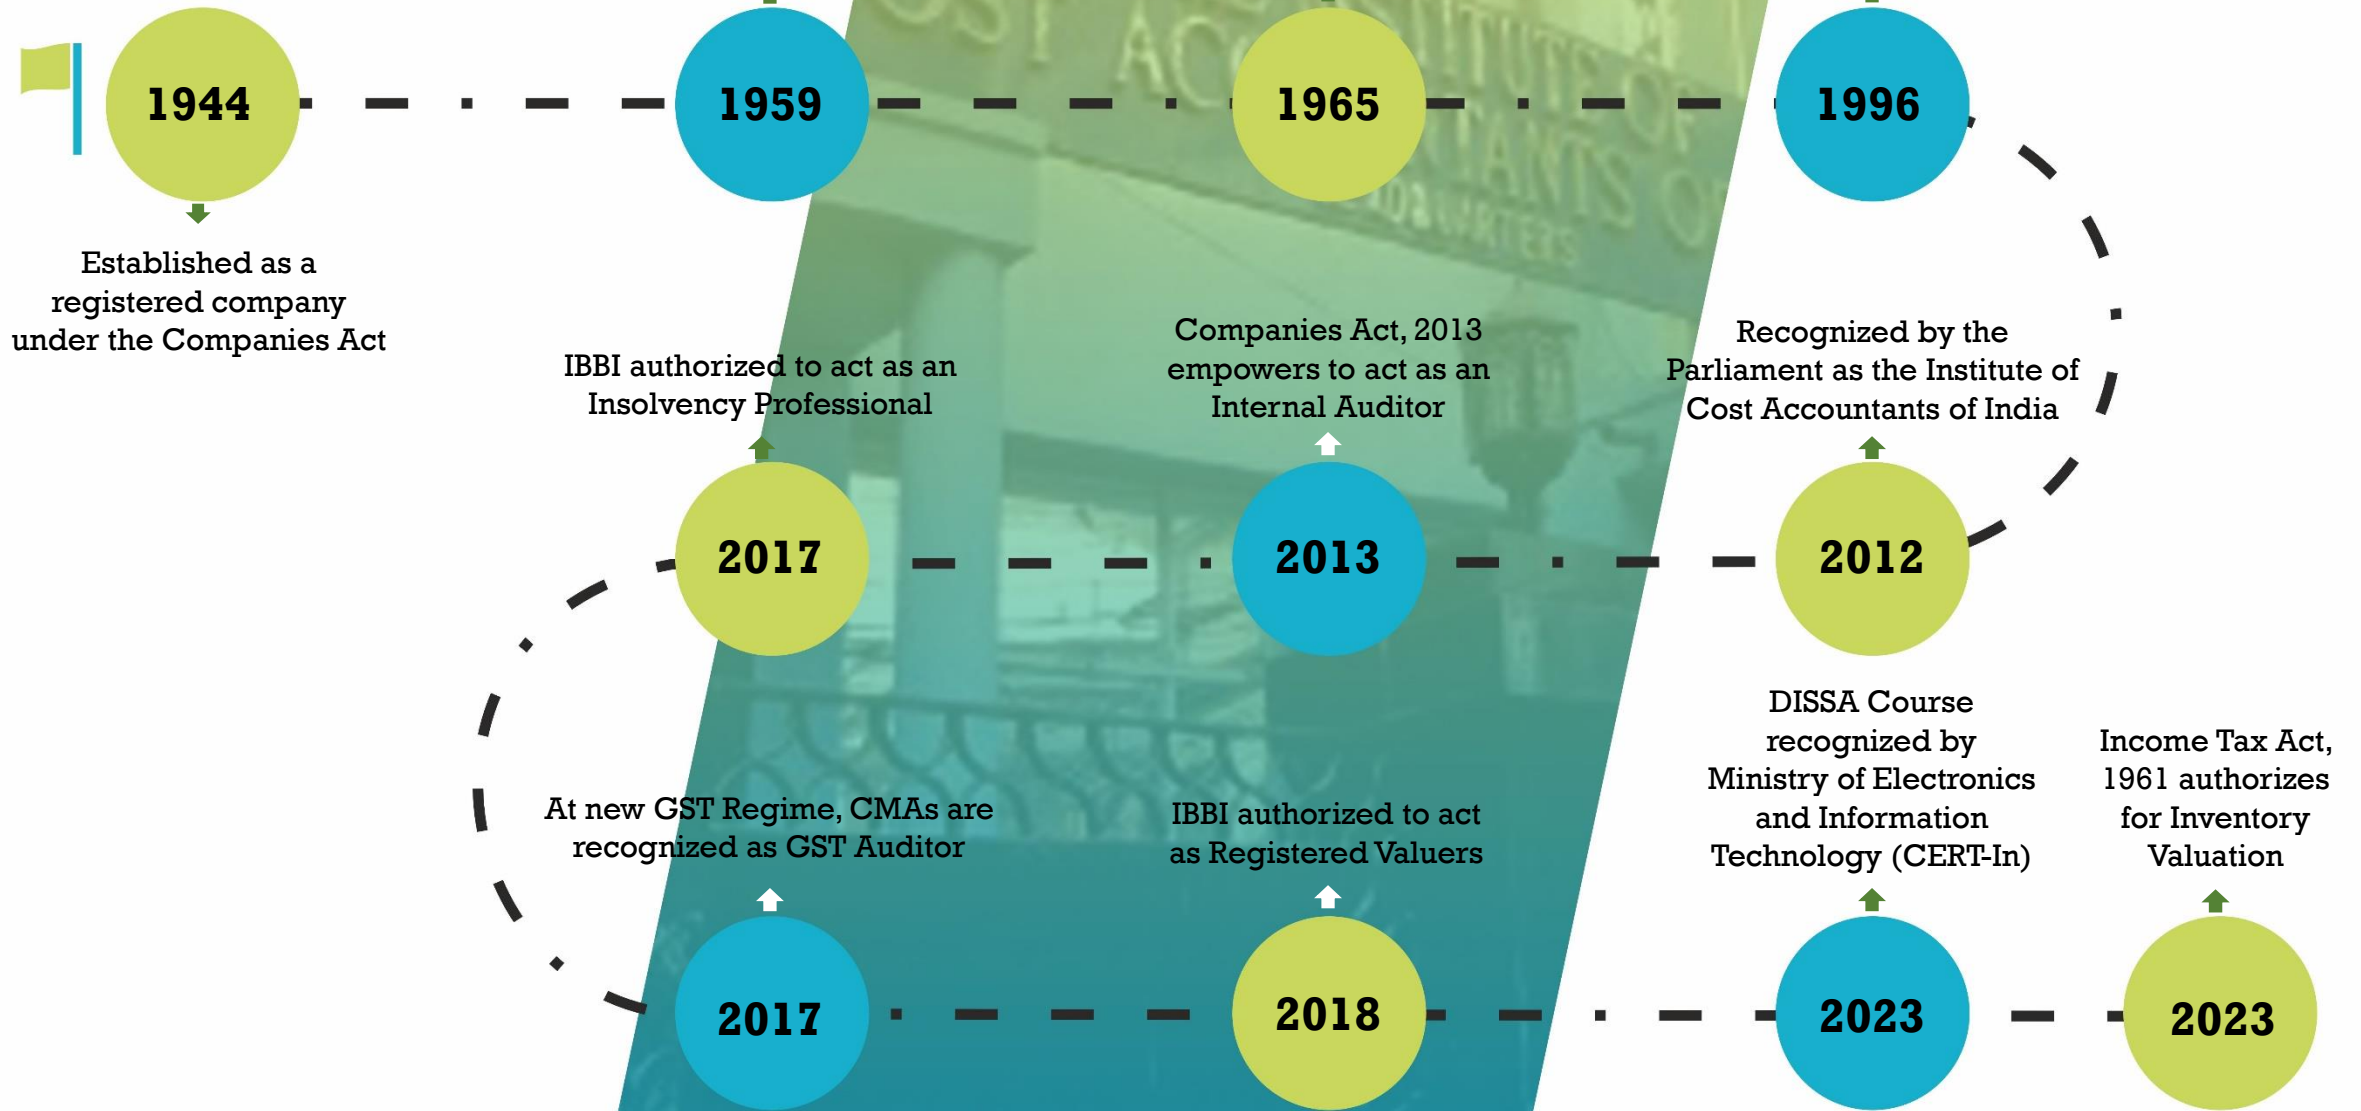 1944
1959
1965
1996
Established as a
registered company
under the Companies Act
IBBI authorized to act as an
Insolvency Professional
Companies Act, 2013
empowers to act as an
Internal Auditor
Recognized by the
Parliament as the Institute of
Cost Accountants of India
2017
2013
2012
At new GST Regime, CMAs are
recognized as GST Auditor
IBBI authorized to act
as Registered Valuers
DISSA Course
recognized by
Ministry of Electronics
and Information
Technology (CERT-In)
Income Tax Act,
1961 authorizes
for Inventory
Valuation
2017
2018
2023
2023